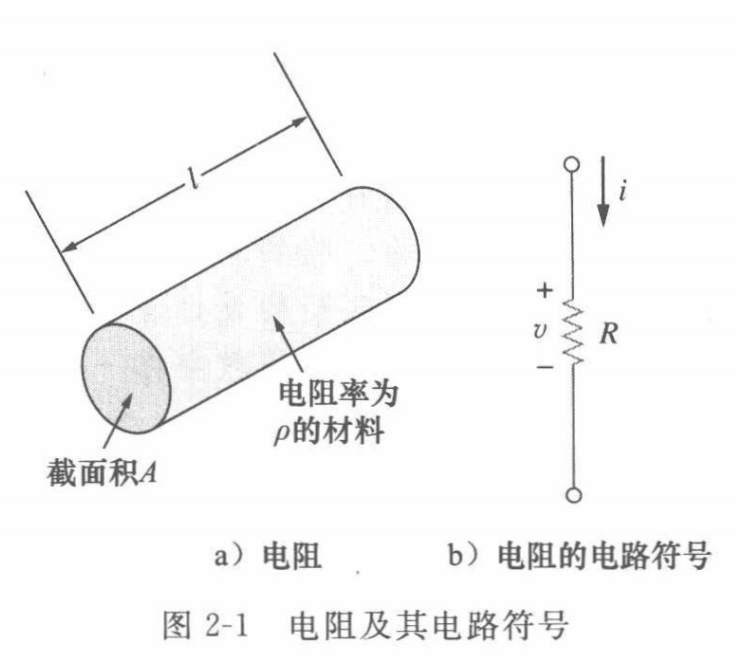 l
i
+
v
R
−
电阻率为
ρ的材料
截面积A
a）电阻
b）电阻的电路符号
图 2-1 电阻及其电路符号